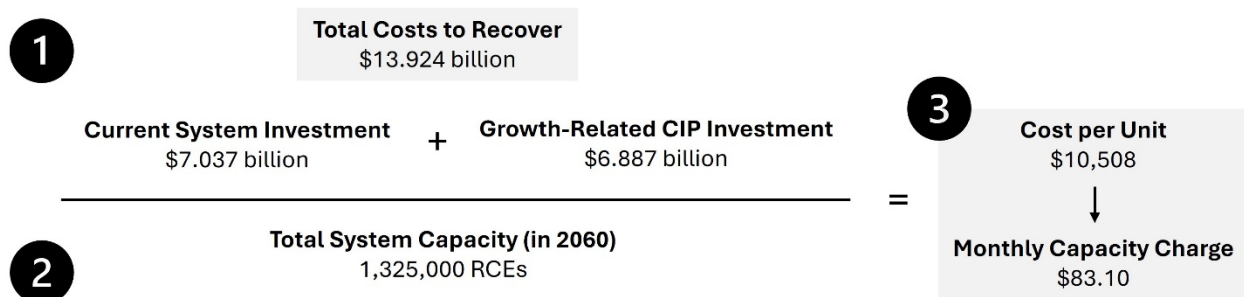 1
Total Costs to Recover
$13.924 billion
Current System Investment + Growth-Related CIP Investment
$7.037 billion $6.887 billion
2
Total System Capacity (in 2060)
1,325,000 RCEs
=
3
Cost per Unit
$10,508
↓
Monthly Capacity Charge
$83.10